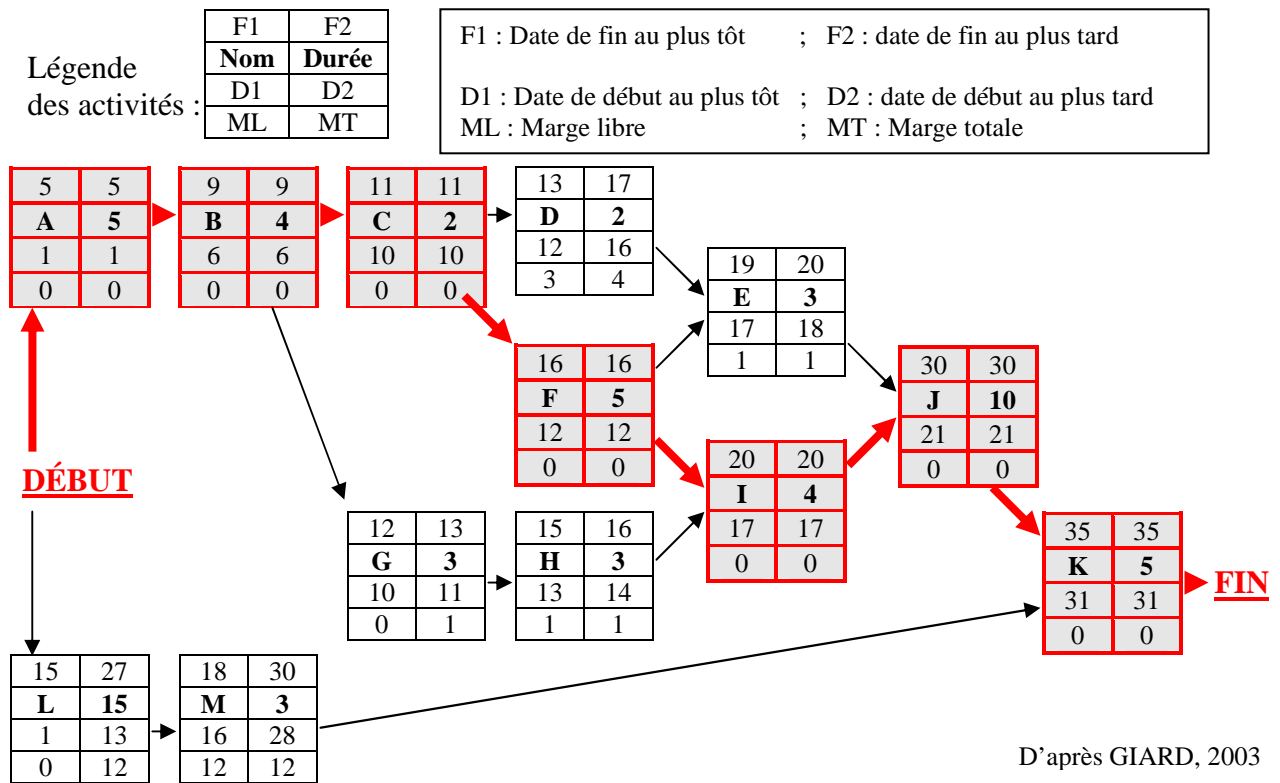 F1 F2
Nom Durée
D1 D2
ML MT
Légende
des activités :
F1 : Date de fin au plus tôt ; F2 : date de fin au plus tard
D1 : Date de début au plus tôt ; D2 : date de début au plus tard
ML : Marge libre ; MT : Marge totale
5 5
A 5
1 1
0 0
9 9
B 4
6 6
0 0
11 11
C 2
10 10
0 0
13 17
D 2
12 16
3 4
19 20
E 3
17 18
1 1
16 16
F 5
12 12
0 0
30 30
J 10
21 21
0 0
DÉBUT
20 20
I 4
17 17
0 0
12 13
G 3
10 11
0 1
15 16
H 3
13 14
1 1
35 35
K 5
31 31
0 0
FIN
15 27
L 15
1 13
0 12
18 30
M 3
16 28
12 12
D'après GIARD, 2003